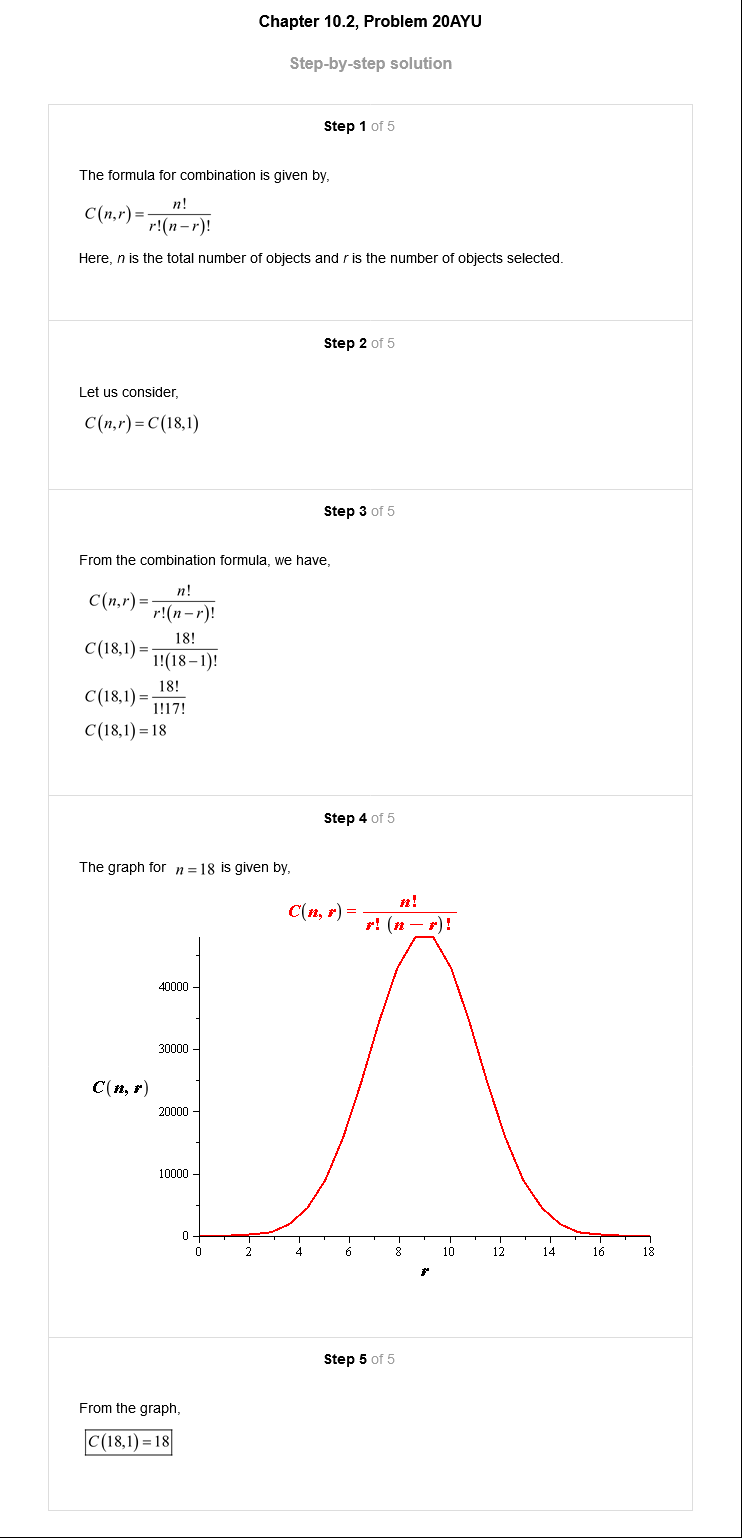 Chapter 10.2, Problem 20AYU
Step-by-step solution
Step 1 of 5
The formula for combination is given by,
C(n,r) = n! / r!(n−r)!
Here, n is the total number of objects and r is the number of objects selected.
Step 2 of 5
Let us consider,
C(n,r) = C(18,1)
Step 3 of 5
From the combination formula, we have,
C(n,r) = n! / r!(n−r)!
C(18,1) = 18! / 1!(18−1)!
C(18,1) = 18! / 1!17!
C(18,1) = 18
Step 4 of 5
The graph for n = 18 is given by,
C(n, r) = n! / r! (n − r)!
40000
30000
C(n, r)
20000
10000
0
0 2 4 6 8 10 12 14 16 18
r
Step 5 of 5
From the graph,
C(18,1) = 18